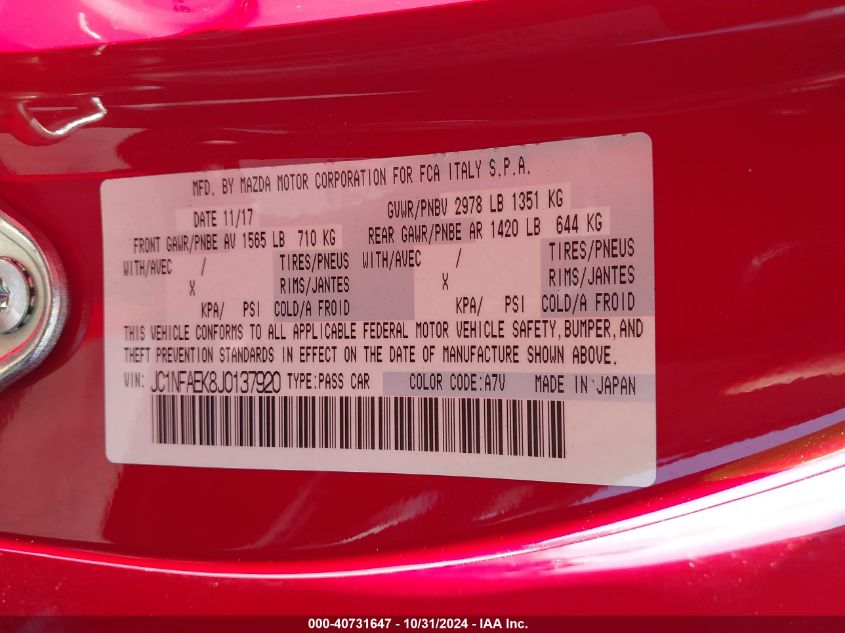 MFD. BY MAZDA MOTOR CORPORATION FOR FCA ITALY S.P.A.
DATE 11/17 GVWR/PNBV 2978 LB 1351 KG
FRONT GAWR/PNBE AV 1565 LB 710 KG REAR GAWR/PNBE AR 1420 LB 644 KG
WITH/AVEC / TIRES/PNEUS WITH/AVEC / TIRES/PNEUS
X RIMS/JANTES X RIMS/JANTES
KPA/ PSI COLD/A FROID KPA/ PSI COLD/A FROID
THIS VEHICLE CONFORMS TO ALL APPLICABLE FEDERAL MOTOR VEHICLE SAFETY, BUMPER, AND
THEFT PREVENTION STANDARDS IN EFFECT ON THE DATE OF MANUFACTURE SHOWN ABOVE.
VIN: JC1NFAEK8J0137920 TYPE:PASS CAR COLOR CODE:A7V MADE IN JAPAN
000-40731647 - 10/31/2024 - IAA Inc.